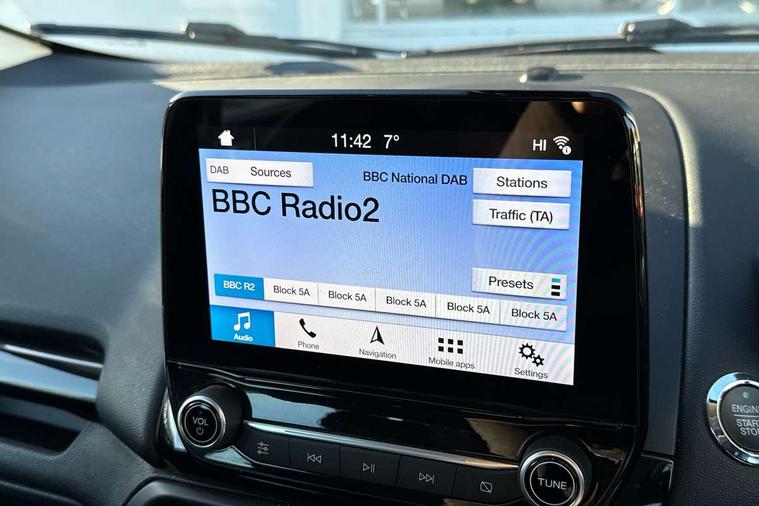 11:42 7° HI
DAB Sources BBC National DAB Stations
BBC Radio2
Traffic (TA)
Presets
BBC R2 Block 5A Block 5A Block 5A Block 5A Block 5A
Audio Phone Navigation Mobile apps Settings
VOL
TUNE
ENGINE
START
STOP